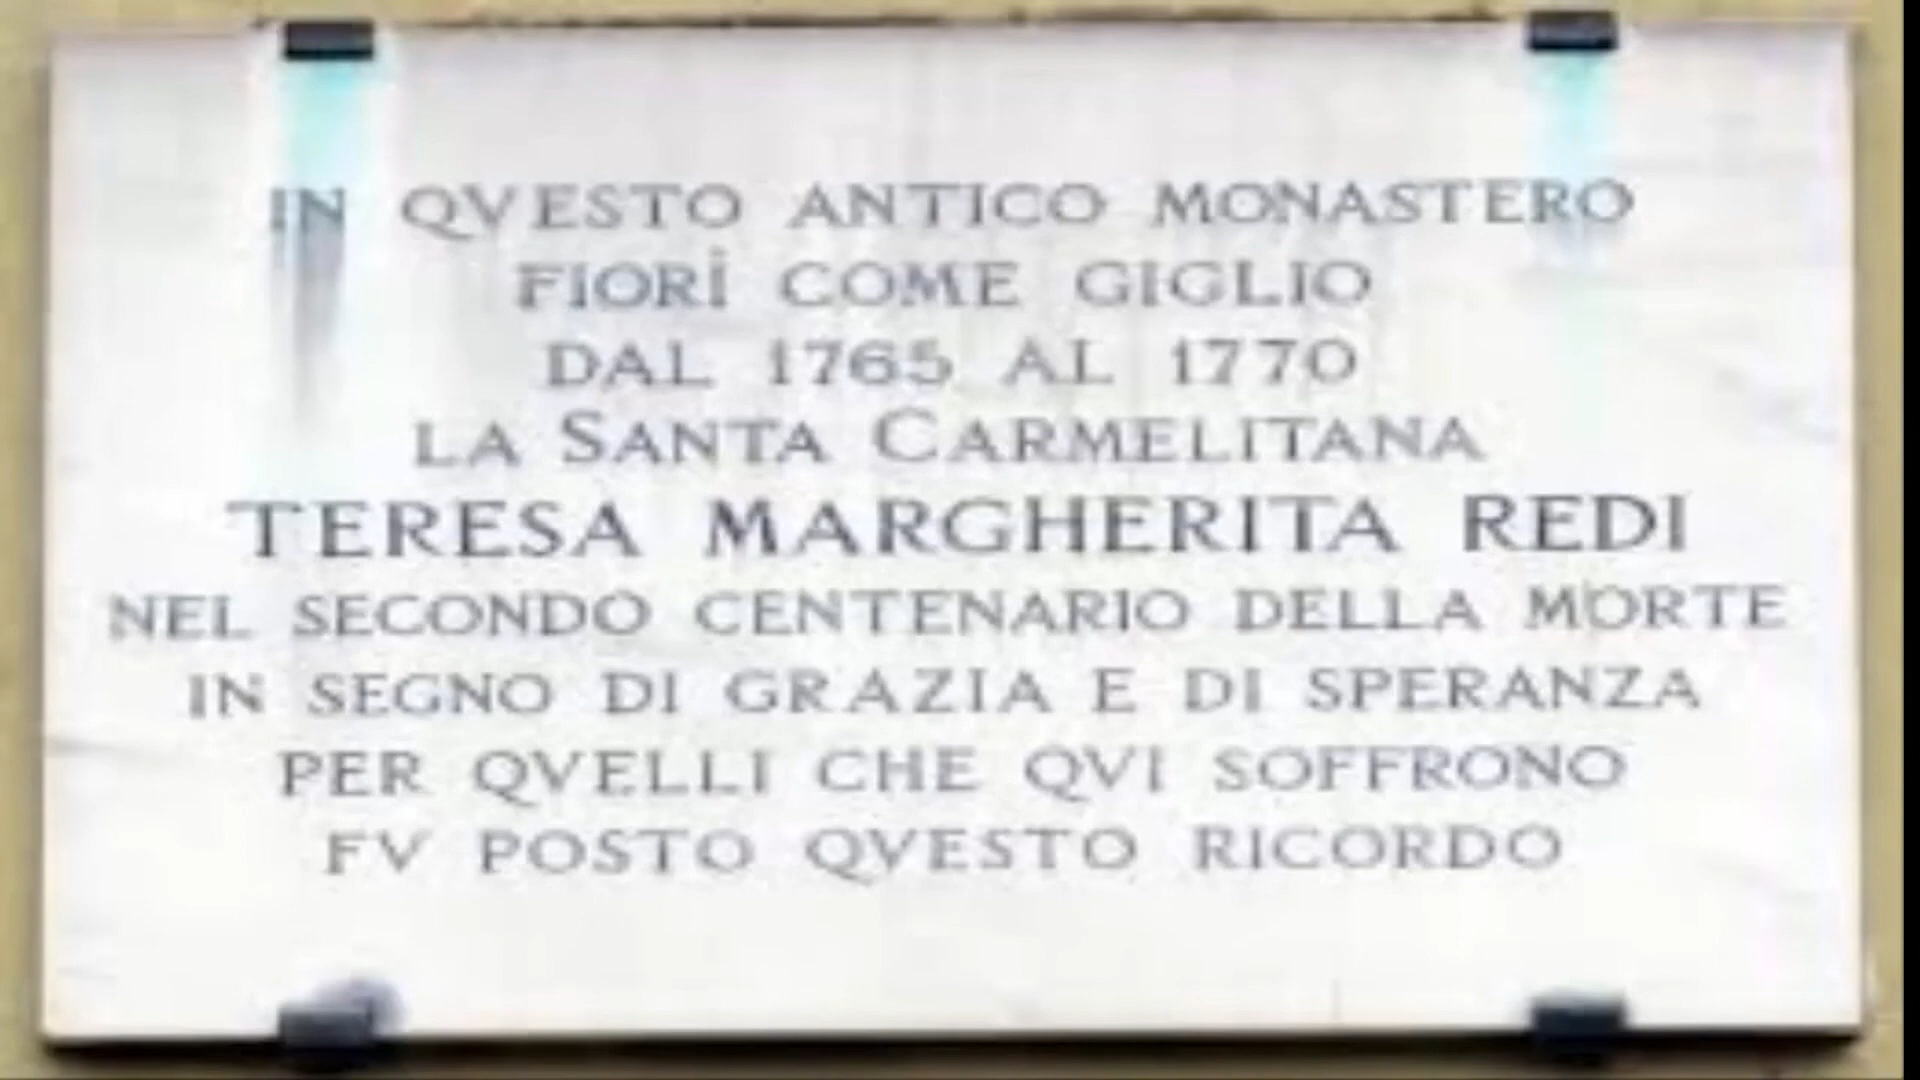 IN QVESTO ANTICO MONASTERO
FIORÌ COME GIGLIO
DAL 1765 AL 1770
LA SANTA CARMELITANA
TERESA MARGHERITA REDI
NEL SECONDO CENTENARIO DELLA MORTE
IN SEGNO DI GRAZIA E DI SPERANZA
PER QVELLI CHE QVI SOFFRONO
FV POSTO QVESTO RICORDO